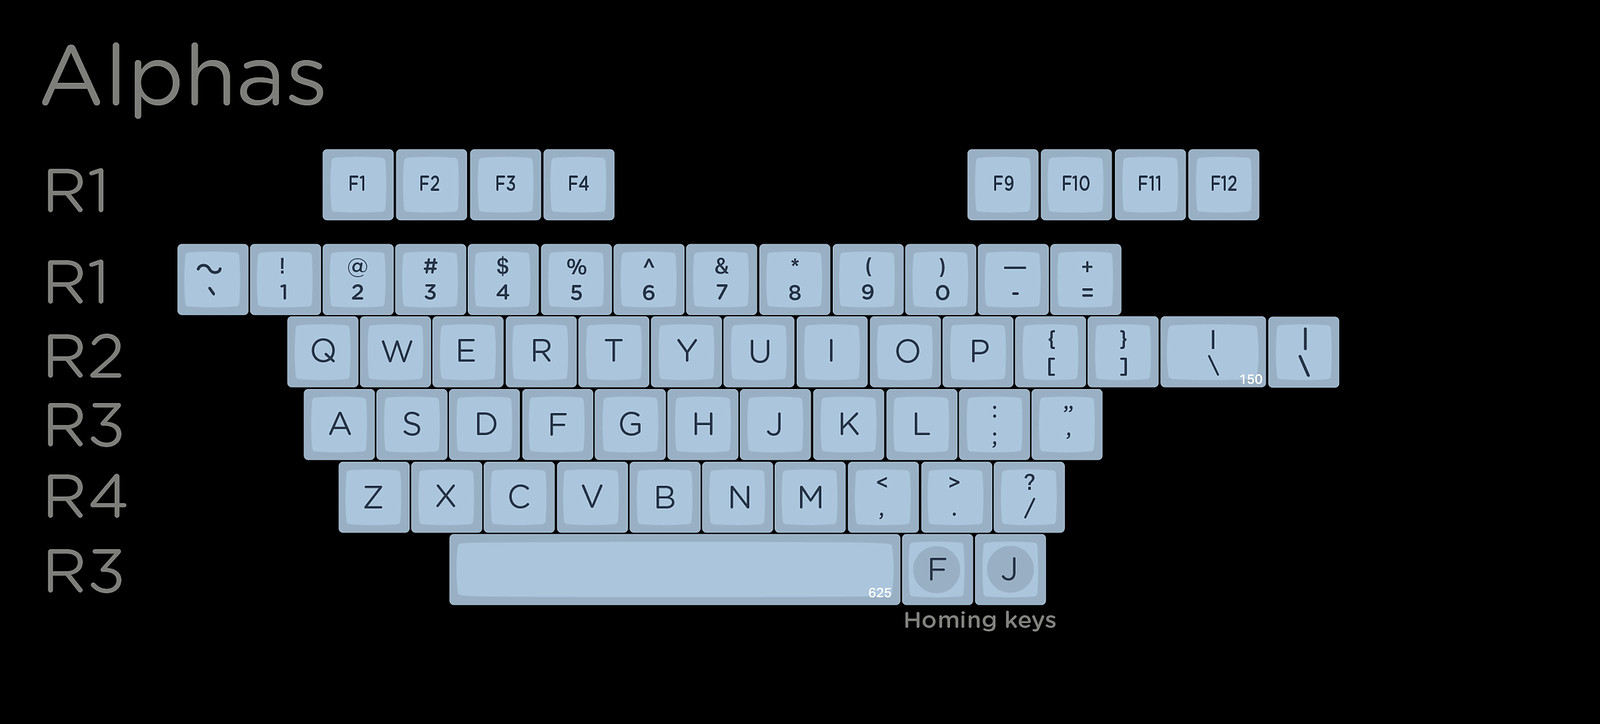 Alphas
R1 F1 F2 F3 F4 F9 F10 F11 F12
~ ! @ # $ % ^ & * ( ) — +
R1 ` 1 2 3 4 5 6 7 8 9 0 - =
{ } | |
R2 Q W E R T Y U I O P [ ] \ 150 \
: ”
R3 A S D F G H J K L ; ’
< > ?
R4 Z X C V B N M , . /
R3 625 F J
Homing keys